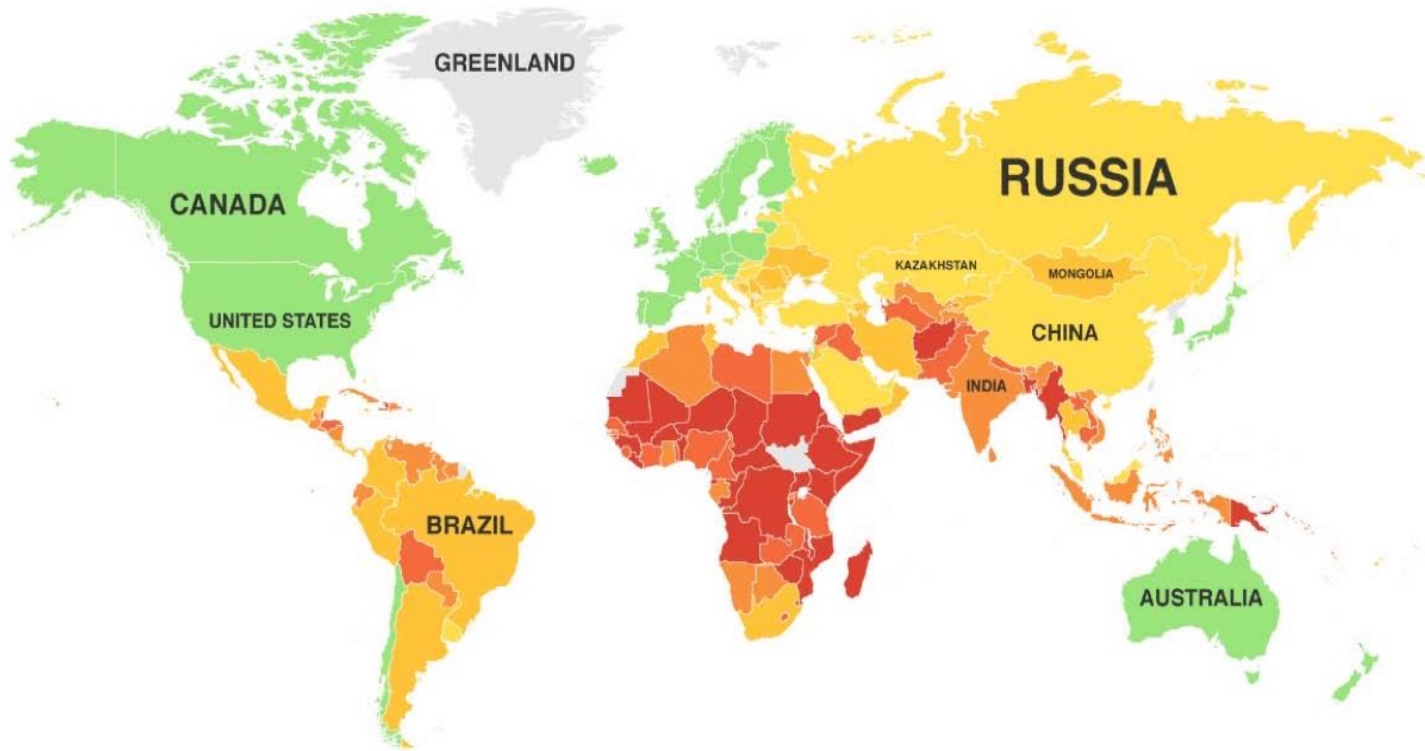 GREENLAND
RUSSIA
CANADA
KAZAKHSTAN
MONGOLIA
UNITED STATES
CHINA
INDIA
BRAZIL
AUSTRALIA